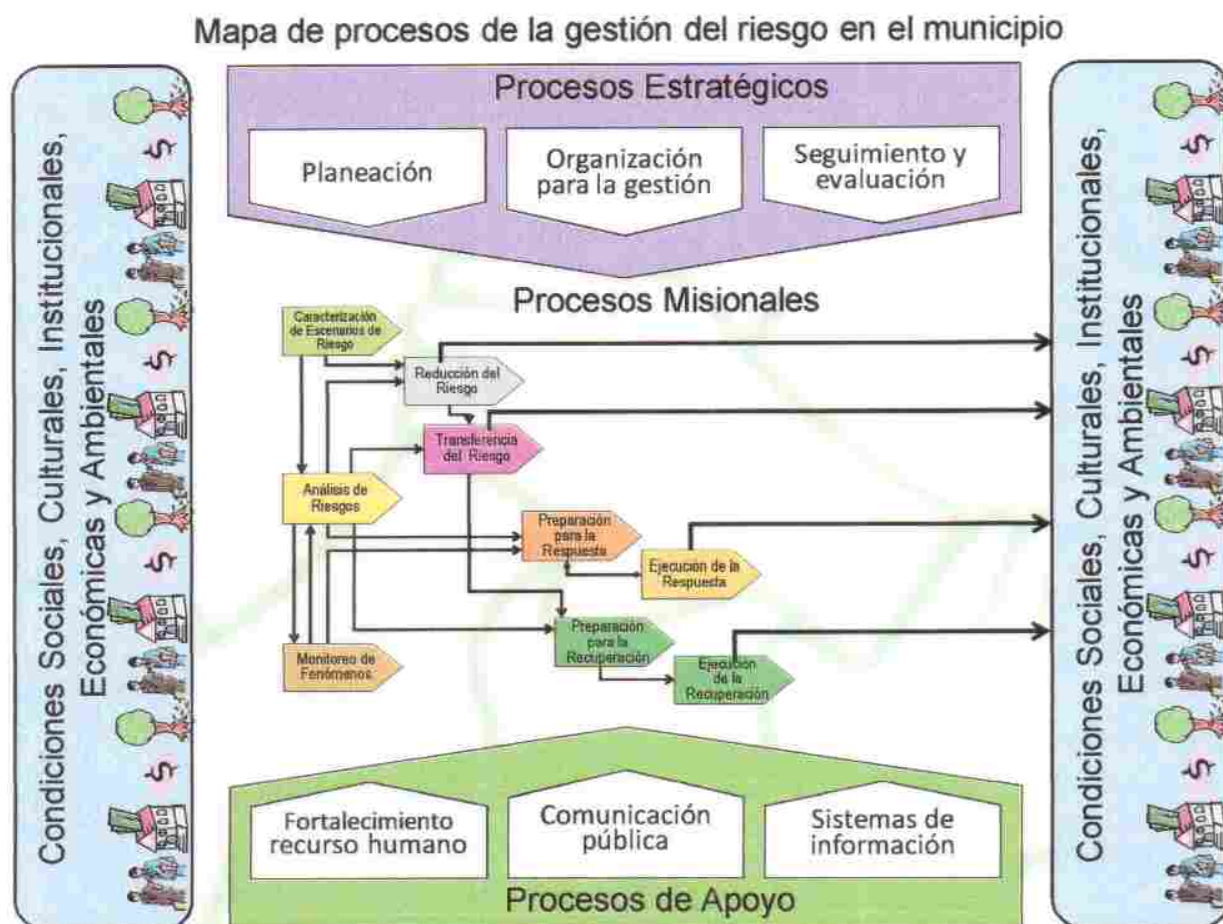 Mapa de procesos de la gestión del riesgo en el municipio
Condiciones Sociales, Culturales, Institucionales,
Económicas y Ambientales
Procesos Estratégicos
Planeación
Organización
para la gestión
Seguimiento y
evaluación
Procesos Misionales
Caracterización
de Escenarios de
Riesgo
Reducción del
Riesgo
Transferencia
del Riesgo
Análisis de
Riesgos
Preparación
para la
Respuesta
Ejecución de la
Respuesta
Preparación
para la
Recuperación
Monitoreo de
Fenómenos
Ejecución
de la
Recuperación
Fortalecimiento
recurso humano
Comunicación
pública
Sistemas de
información
Procesos de Apoyo
Condiciones Sociales, Culturales, Institucionales,
Económicas y Ambientales
$
$
$
$
$
$
$
$